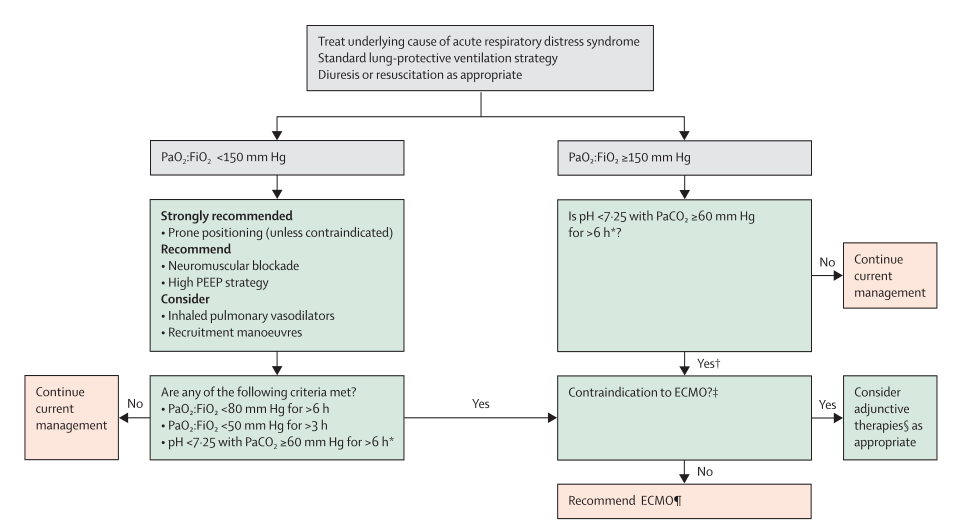 Treat underlying cause of acute respiratory distress syndrome
Standard lung-protective ventilation strategy
Diuresis or resuscitation as appropriate
PaO₂:FiO₂ <150 mm Hg
PaO₂:FiO₂ ≥150 mm Hg
Strongly recommended
• Prone positioning (unless contraindicated)
Recommend
• Neuromuscular blockade
• High PEEP strategy
Consider
• Inhaled pulmonary vasodilators
• Recruitment manoeuvres
Is pH <7·25 with PaCO₂ ≥60 mm Hg
for >6 h*?
No
Continue
current
management
Yes†
Continue
current
management
No
Are any of the following criteria met?
• PaO₂:FiO₂ <80 mm Hg for >6 h
• PaO₂:FiO₂ <50 mm Hg for >3 h
• pH <7·25 with PaCO₂ ≥60 mm Hg for >6 h*
Yes
Contraindication to ECMO?‡
Yes
Consider
adjunctive
therapies§ as
appropriate
No
Recommend ECMO¶